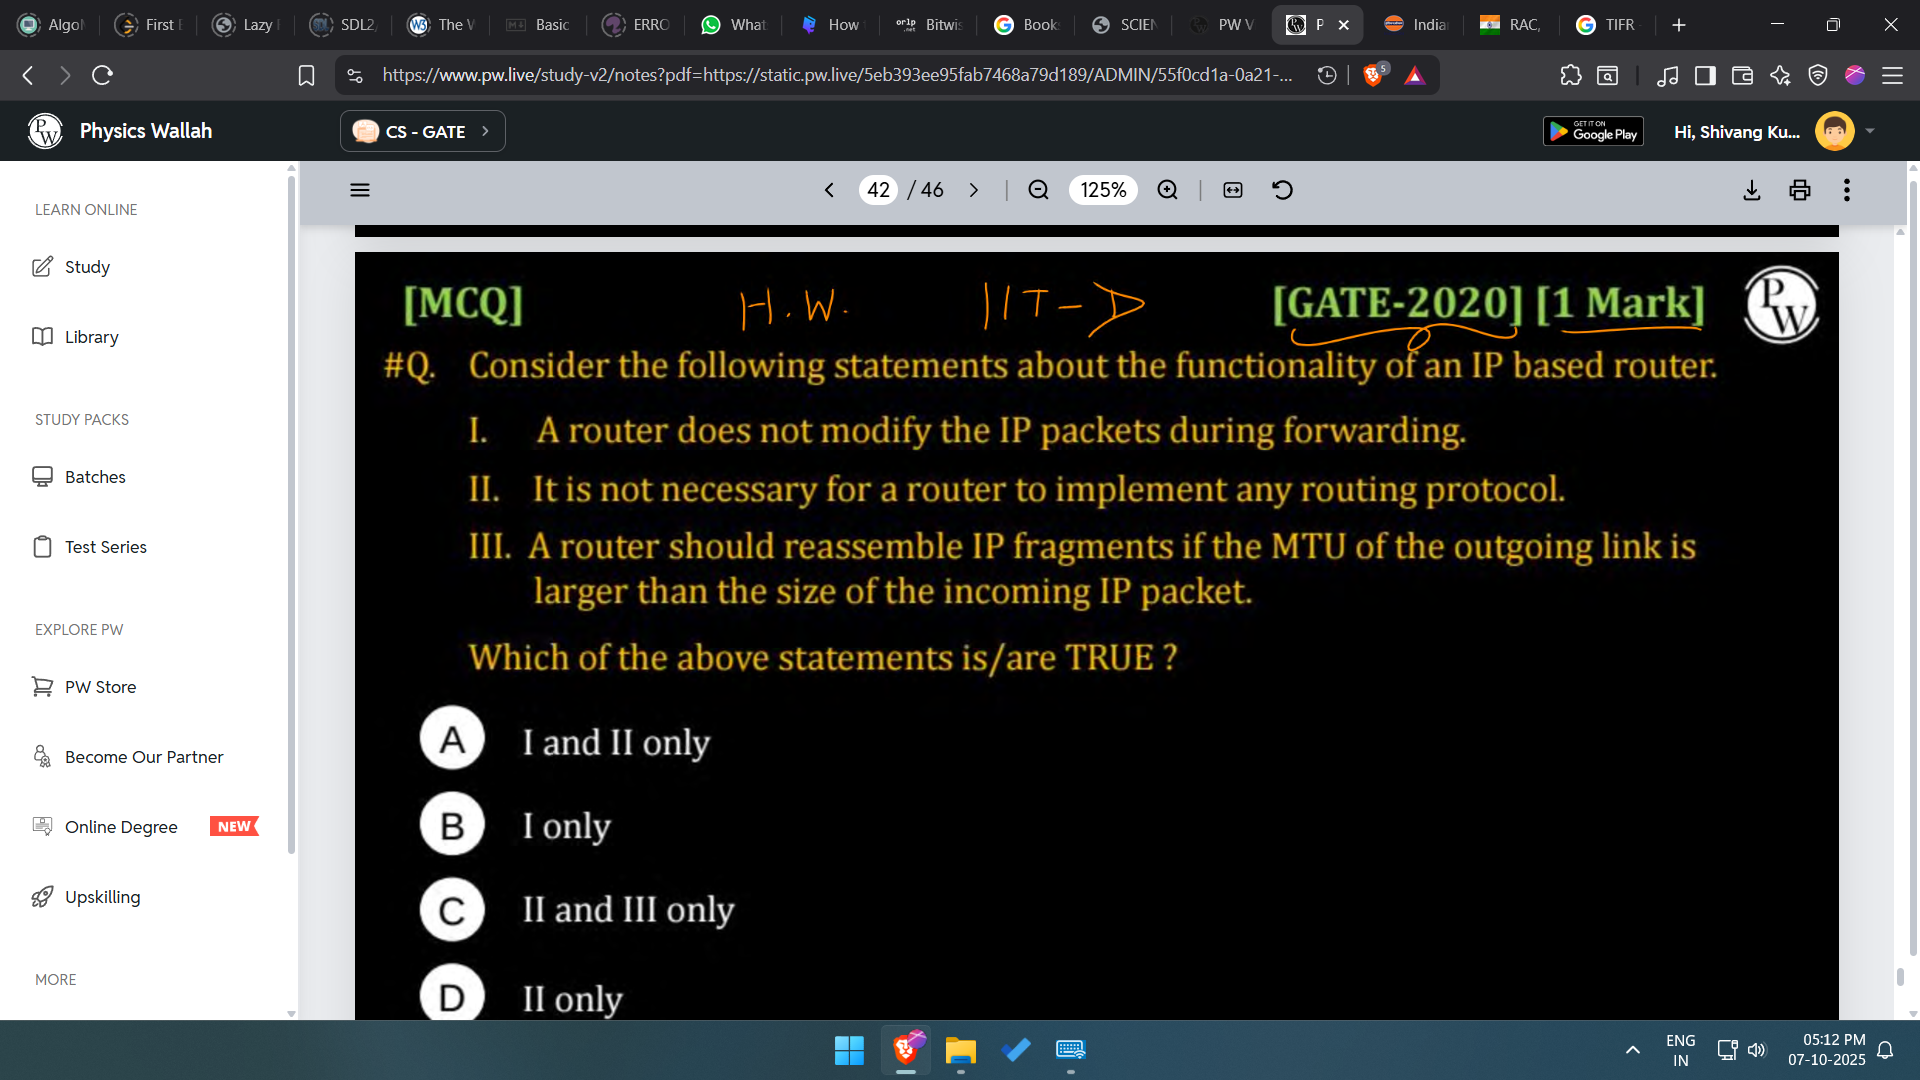 Algo
First
Lazy
SDL2
The
Basic
ERRO
What
How
Bitwi
Book
SCIEN
PW V
P
India
RAC,
TIFR
https://www.pw.live/study-v2/notes?pdf=https://static.pw.live/5eb393ee95fab7468a79d189/ADMIN/55f0cd1a-0a21-...
5
PW Physics Wallah
CS - GATE
GET IT ON
Google Play
Hi, Shivang Ku...
42 / 46
125%
LEARN ONLINE
Study
Library
STUDY PACKS
Batches
Test Series
EXPLORE PW
PW Store
Become Our Partner
Online Degree NEW
Upskilling
MORE
[MCQ] H.W. IIT-D [GATE-2020] [1 Mark] PW
#Q. Consider the following statements about the functionality of an IP based router.
I. A router does not modify the IP packets during forwarding.
II. It is not necessary for a router to implement any routing protocol.
III. A router should reassemble IP fragments if the MTU of the outgoing link is
larger than the size of the incoming IP packet.
Which of the above statements is/are TRUE ?
A I and II only
B I only
C II and III only
D II only
ENG
IN
05:12 PM
07-10-2025